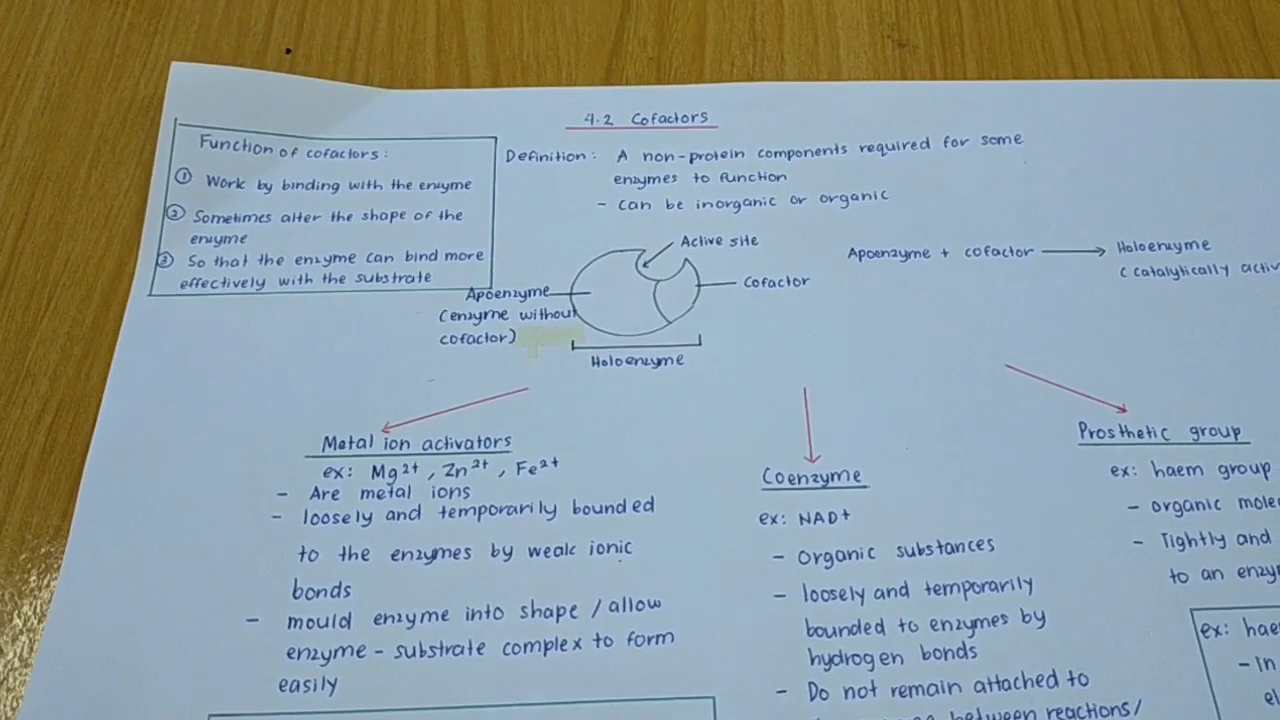 4.2 Cofactors
Function of cofactors:
① Work by binding with the enzyme
② Sometimes alter the shape of the
enzyme
③ So that the enzyme can bind more
effectively with the substrate
Definition: A non-protein components required for some
enzymes to function
- can be inorganic or organic
Active site
Cofactor
Apoenzyme
(enzyme without
cofactor)
Holoenzyme
Apoenzyme + cofactor → Holoenzyme
(catalytically
Metal ion activators
ex: Mg²⁺, Zn²⁺, Fe²⁺
- Are metal ions
- loosely and temporarily bounded
to the enzymes by weak ionic
bonds
- mould enzyme into shape / allow
enzyme - substrate complex to form
easily
Coenzyme
ex: NAD⁺
- organic substances
- loosely and temporarily
bounded to enzymes by
hydrogen bonds
- Do not remain attached to
between reactions/
Prosthetic group
ex: haem group
- organic
- Tightly and
to an
ex:
- In